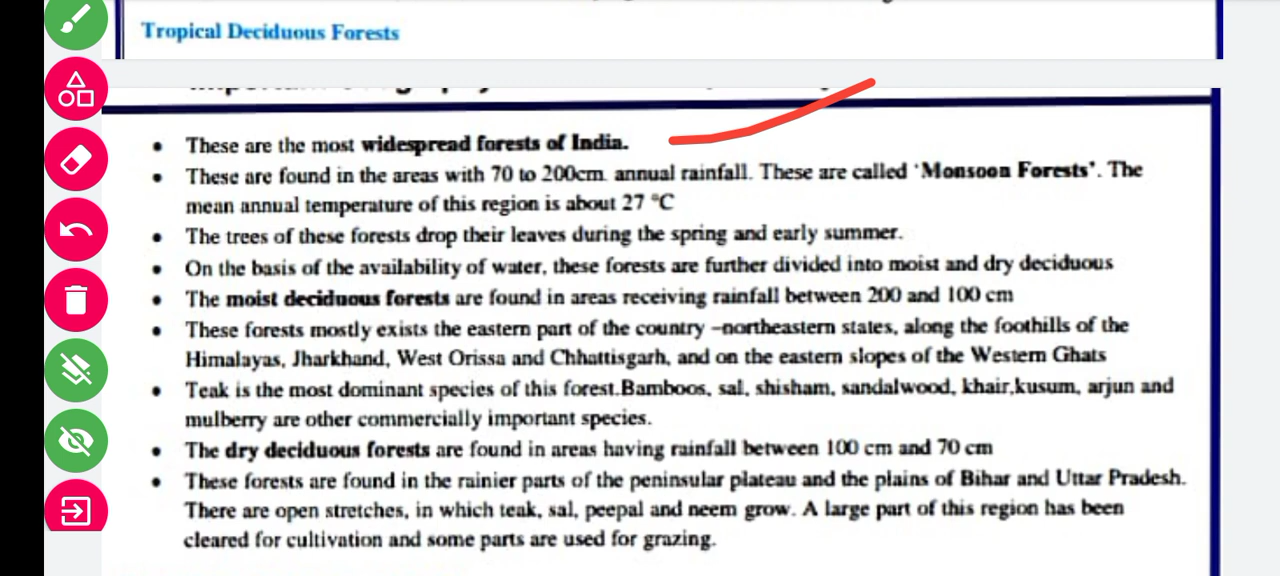 Tropical Deciduous Forests
• These are the most widespread forests of India.
• These are found in the areas with 70 to 200cm. annual rainfall. These are called 'Monsoon Forests'. The
mean annual temperature of this region is about 27 °C
• The trees of these forests drop their leaves during the spring and early summer.
• On the basis of the availability of water, these forests are further divided into moist and dry deciduous
• The moist deciduous forests are found in areas receiving rainfall between 200 and 100 cm
• These forests mostly exists the eastern part of the country –northeastern states, along the foothills of the
Himalayas, Jharkhand, West Orissa and Chhattisgarh, and on the eastern slopes of the Western Ghats
• Teak is the most dominant species of this forest.Bamboos, sal, shisham, sandalwood, khair,kusum, arjun and
mulberry are other commercially important species.
• The dry deciduous forests are found in areas having rainfall between 100 cm and 70 cm
• These forests are found in the rainier parts of the peninsular plateau and the plains of Bihar and Uttar Pradesh.
There are open stretches, in which teak, sal, peepal and neem grow. A large part of this region has been
cleared for cultivation and some parts are used for grazing.